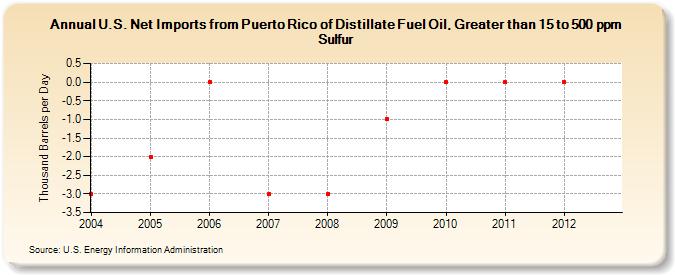 Annual U.S. Net Imports from Puerto Rico of Distillate Fuel Oil, Greater than 15 to 500 ppm
Sulfur
Thousand Barrels per Day
0.5
0.0
-0.5
-1.0
-1.5
-2.0
-2.5
-3.0
-3.5
2004 2005 2006 2007 2008 2009 2010 2011 2012
Source: U.S. Energy Information Administration